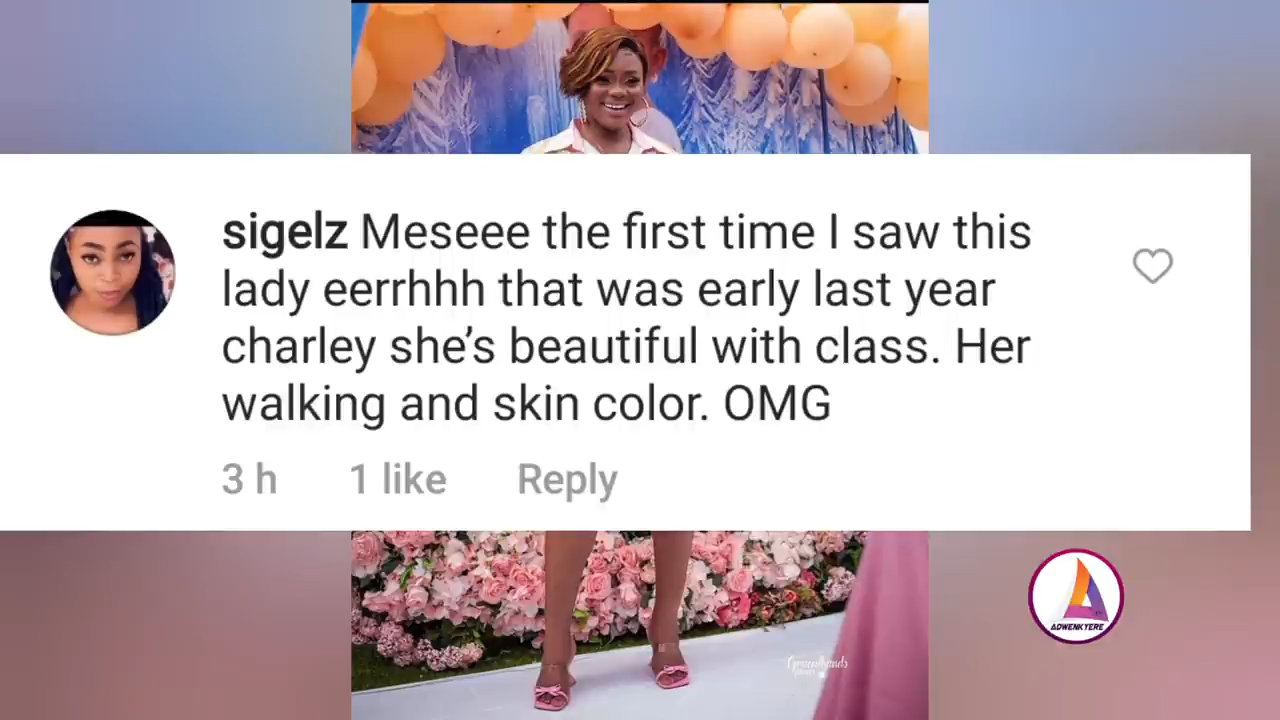 sigelz Meseee the first time I saw this
lady eerrhhh that was early last year
charley she’s beautiful with class. Her
walking and skin color. OMG
3 h 1 like Reply
ADWENKYERE